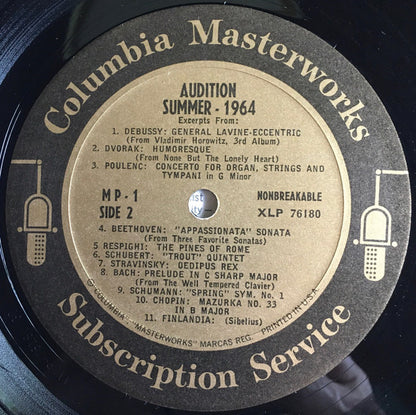 Columbia Masterworks
AUDITION
SUMMER - 1964
Excerpts From:
1. DEBUSSY: GENERAL LAVINE-ECCENTRIC
(From Vladimir Horowitz, 3rd Album)
2. DVORAK: HUMORESQUE
(From None But The Lonely Heart)
3. POULENC: CONCERTO FOR ORGAN, STRINGS AND
TYMPANI in G Minor
MP-1
NONBREAKABLE
SIDE 2
XLP 76180
4. BEETHOVEN: "APPASSIONATA" SONATA
(From Three Favorite Sonatas)
5. RESPIGHI: THE PINES OF ROME
6. SCHUBERT: "TROUT" QUINTET
7. STRAVINSKY: OEDIPUS REX
8. BACH: PRELUDE IN C SHARP MAJOR
(From The Well Tempered Clavier)
9. SCHUMANN: "SPRING" SYM. No. 1
10. CHOPIN: MAZURKA NO. 33
IN B MAJOR
11. FINLANDIA: (Sibelius)
COLUMBIA, "MASTERWORKS" MARCAS REG. PRINTED IN U.S.A.
Subscription Service